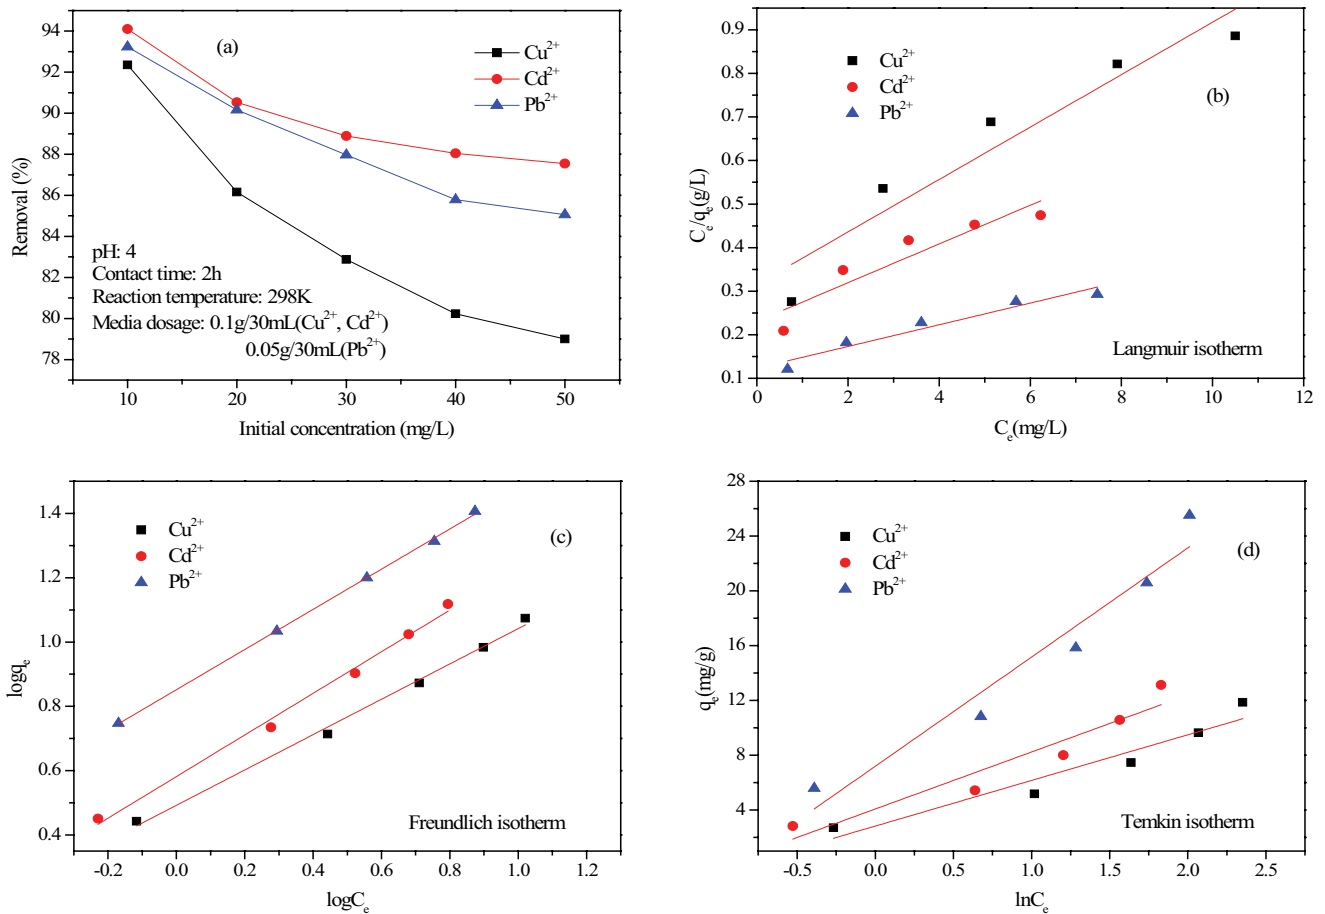 94
92
90
88
86
84
82
80
78
10
20
30
40
50
Removal (%)
Initial concentration (mg/L)
(a)
Cu²⁺
Cd²⁺
Pb²⁺
pH: 4
Contact time: 2h
Reaction temperature: 298K
Media dosage: 0.1g/30mL(Cu²⁺, Cd²⁺)
0.05g/30mL(Pb²⁺)
0.9
0.8
0.7
0.6
0.5
0.4
0.3
0.2
0.1
0
2
4
6
8
10
12
Cₑ/qₑ(g/L)
Cₑ(mg/L)
Cu²⁺
Cd²⁺
Pb²⁺
(b)
Langmuir isotherm
1.4
1.2
1.0
0.8
0.6
0.4
-0.2
0.0
0.2
0.4
0.6
0.8
1.0
1.2
logqₑ
logCₑ
Cu²⁺
Cd²⁺
Pb²⁺
(c)
Freundlich isotherm
28
24
20
16
12
8
4
-0.5
0.0
0.5
1.0
1.5
2.0
2.5
qₑ(mg/g)
lnCₑ
Cu²⁺
Cd²⁺
Pb²⁺
(d)
Temkin isotherm